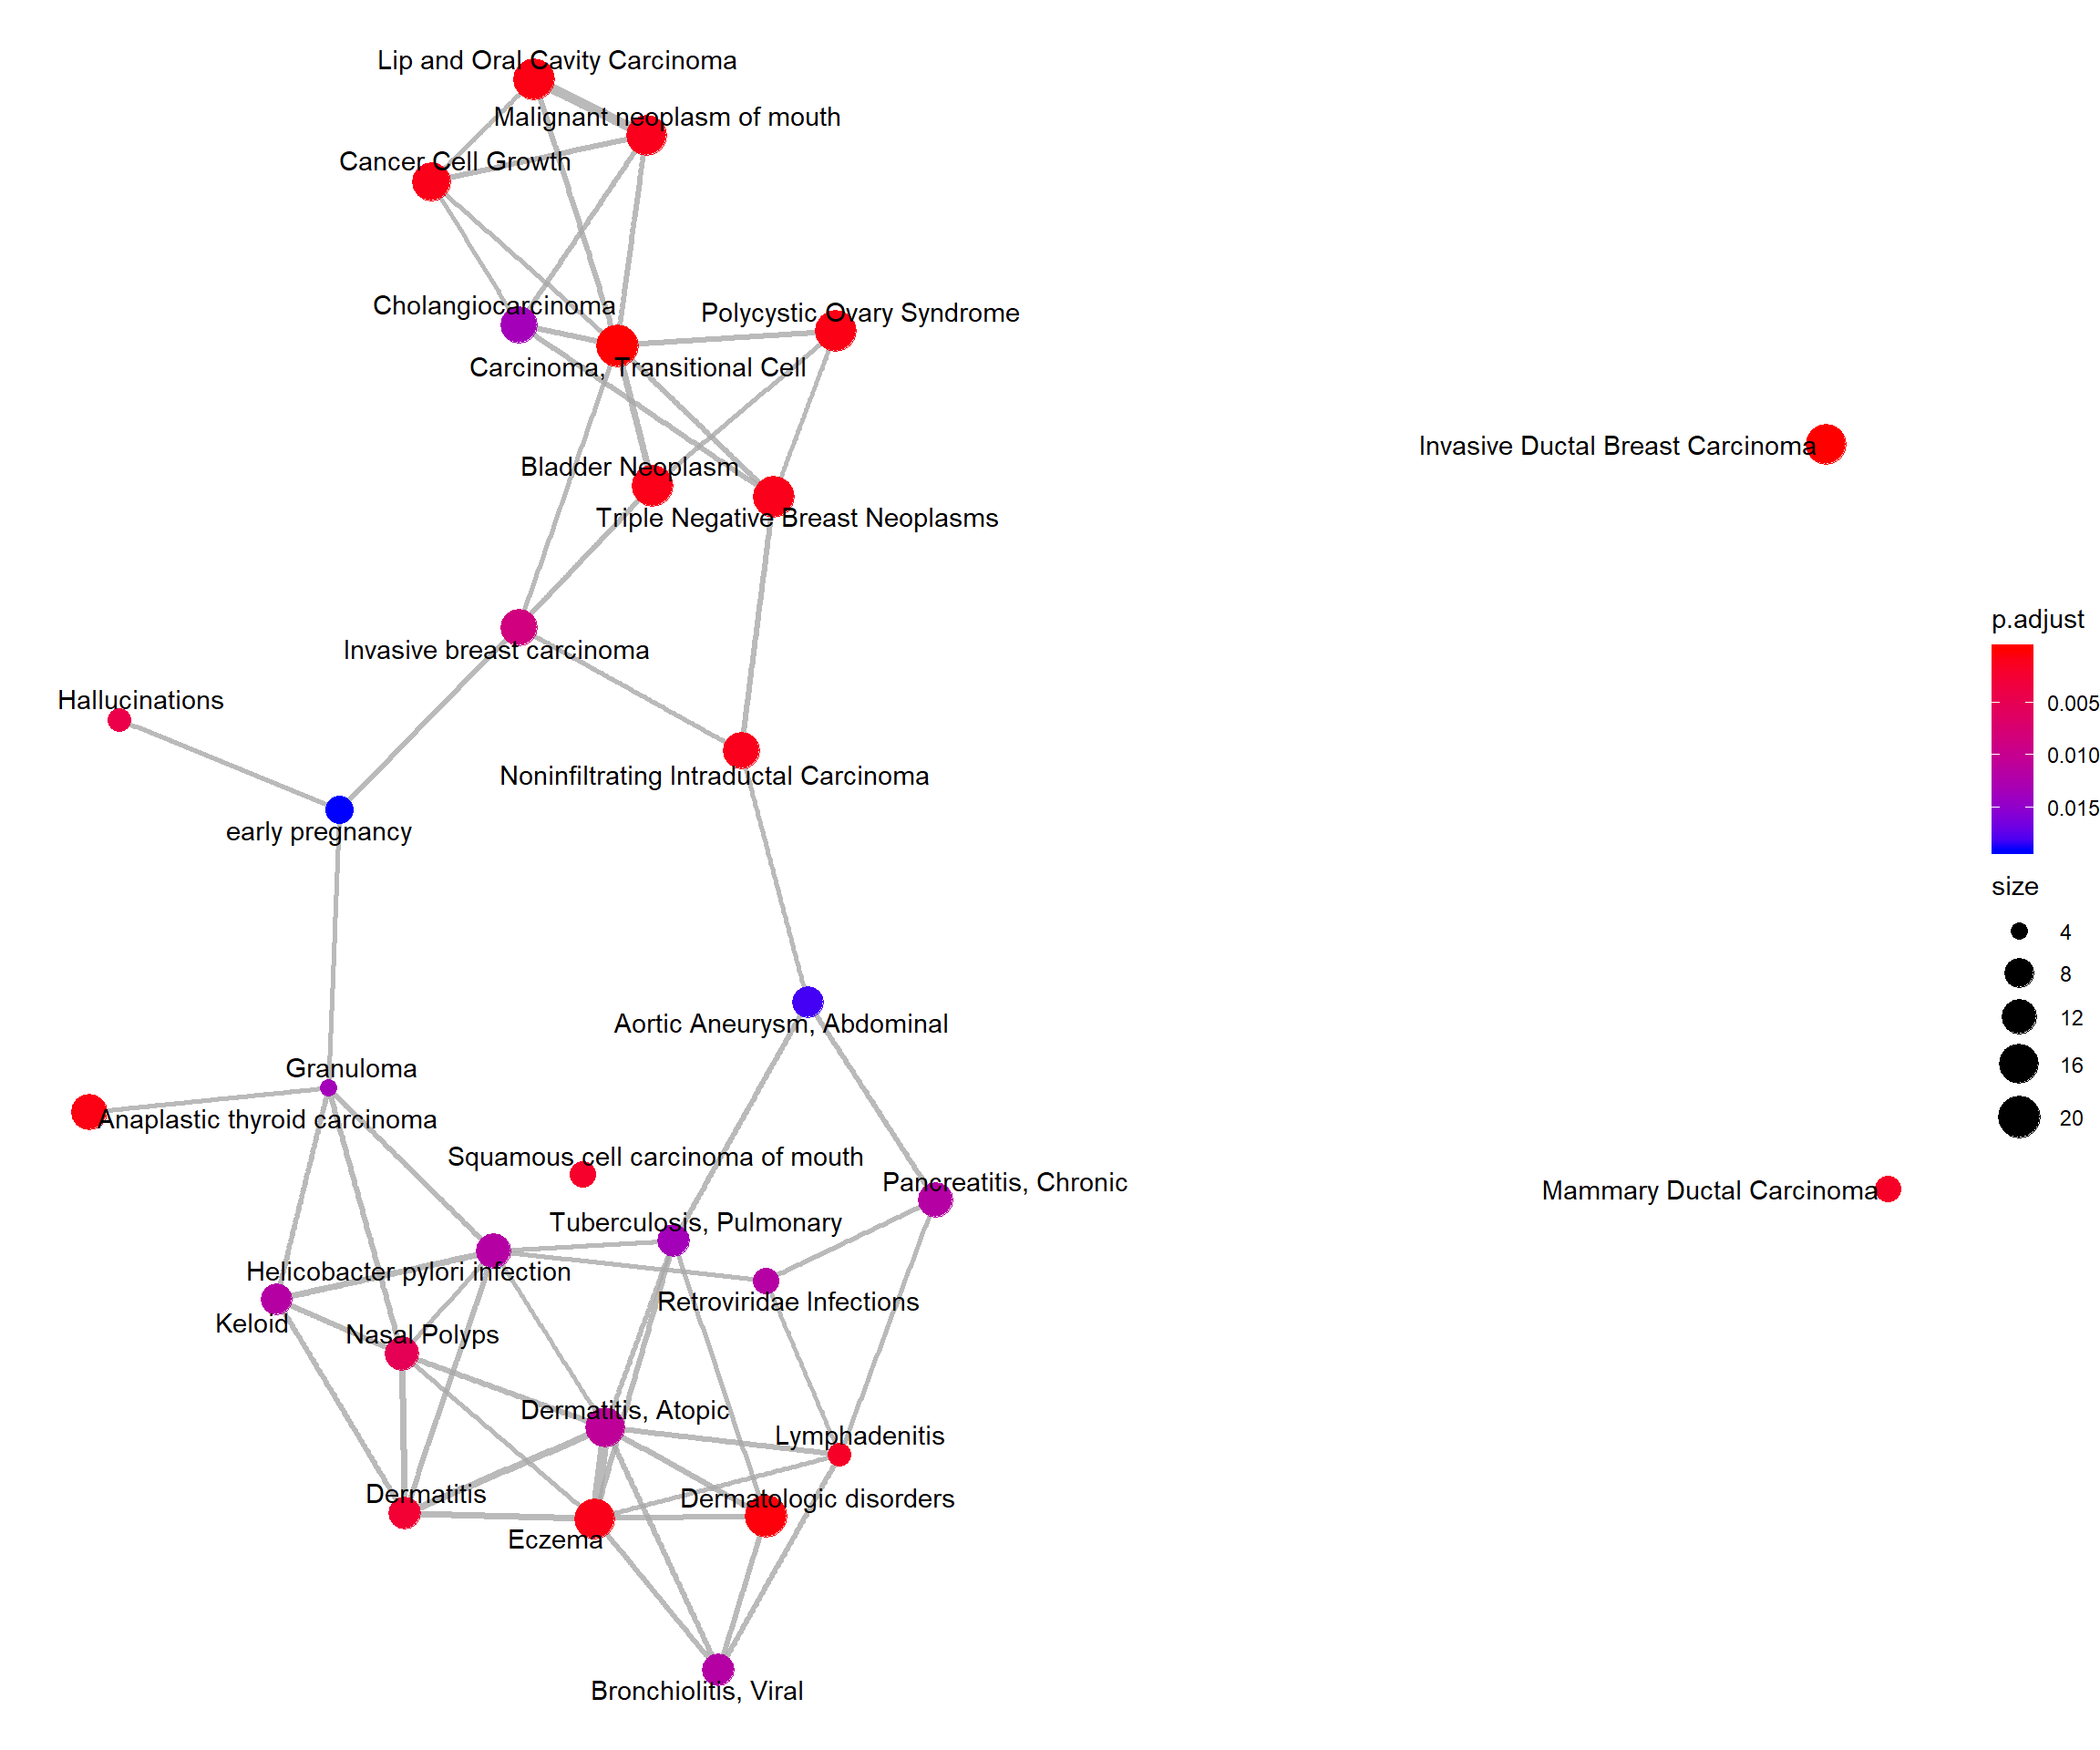 Lip and Oral Cavity Carcinoma
Malignant neoplasm of mouth
Cancer Cell Growth
Cholangiocarcinoma
Polycystic Ovary Syndrome
Carcinoma, Transitional Cell
Invasive Ductal Breast Carcinoma
Bladder Neoplasm
Triple Negative Breast Neoplasms
p.adjust
Invasive breast carcinoma
Hallucinations
0.005
0.010
0.015
Noninfiltrating Intraductal Carcinoma
early pregnancy
size
4
8
12
16
20
Aortic Aneurysm, Abdominal
Granuloma
Anaplastic thyroid carcinoma
Squamous cell carcinoma of mouth
Pancreatitis, Chronic
Mammary Ductal Carcinoma
Tuberculosis, Pulmonary
Helicobacter pylori infection
Retroviridae Infections
Keloid
Nasal Polyps
Dermatitis, Atopic
Lymphadenitis
Dermatitis
Dermatologic disorders
Eczema
Bronchiolitis, Viral